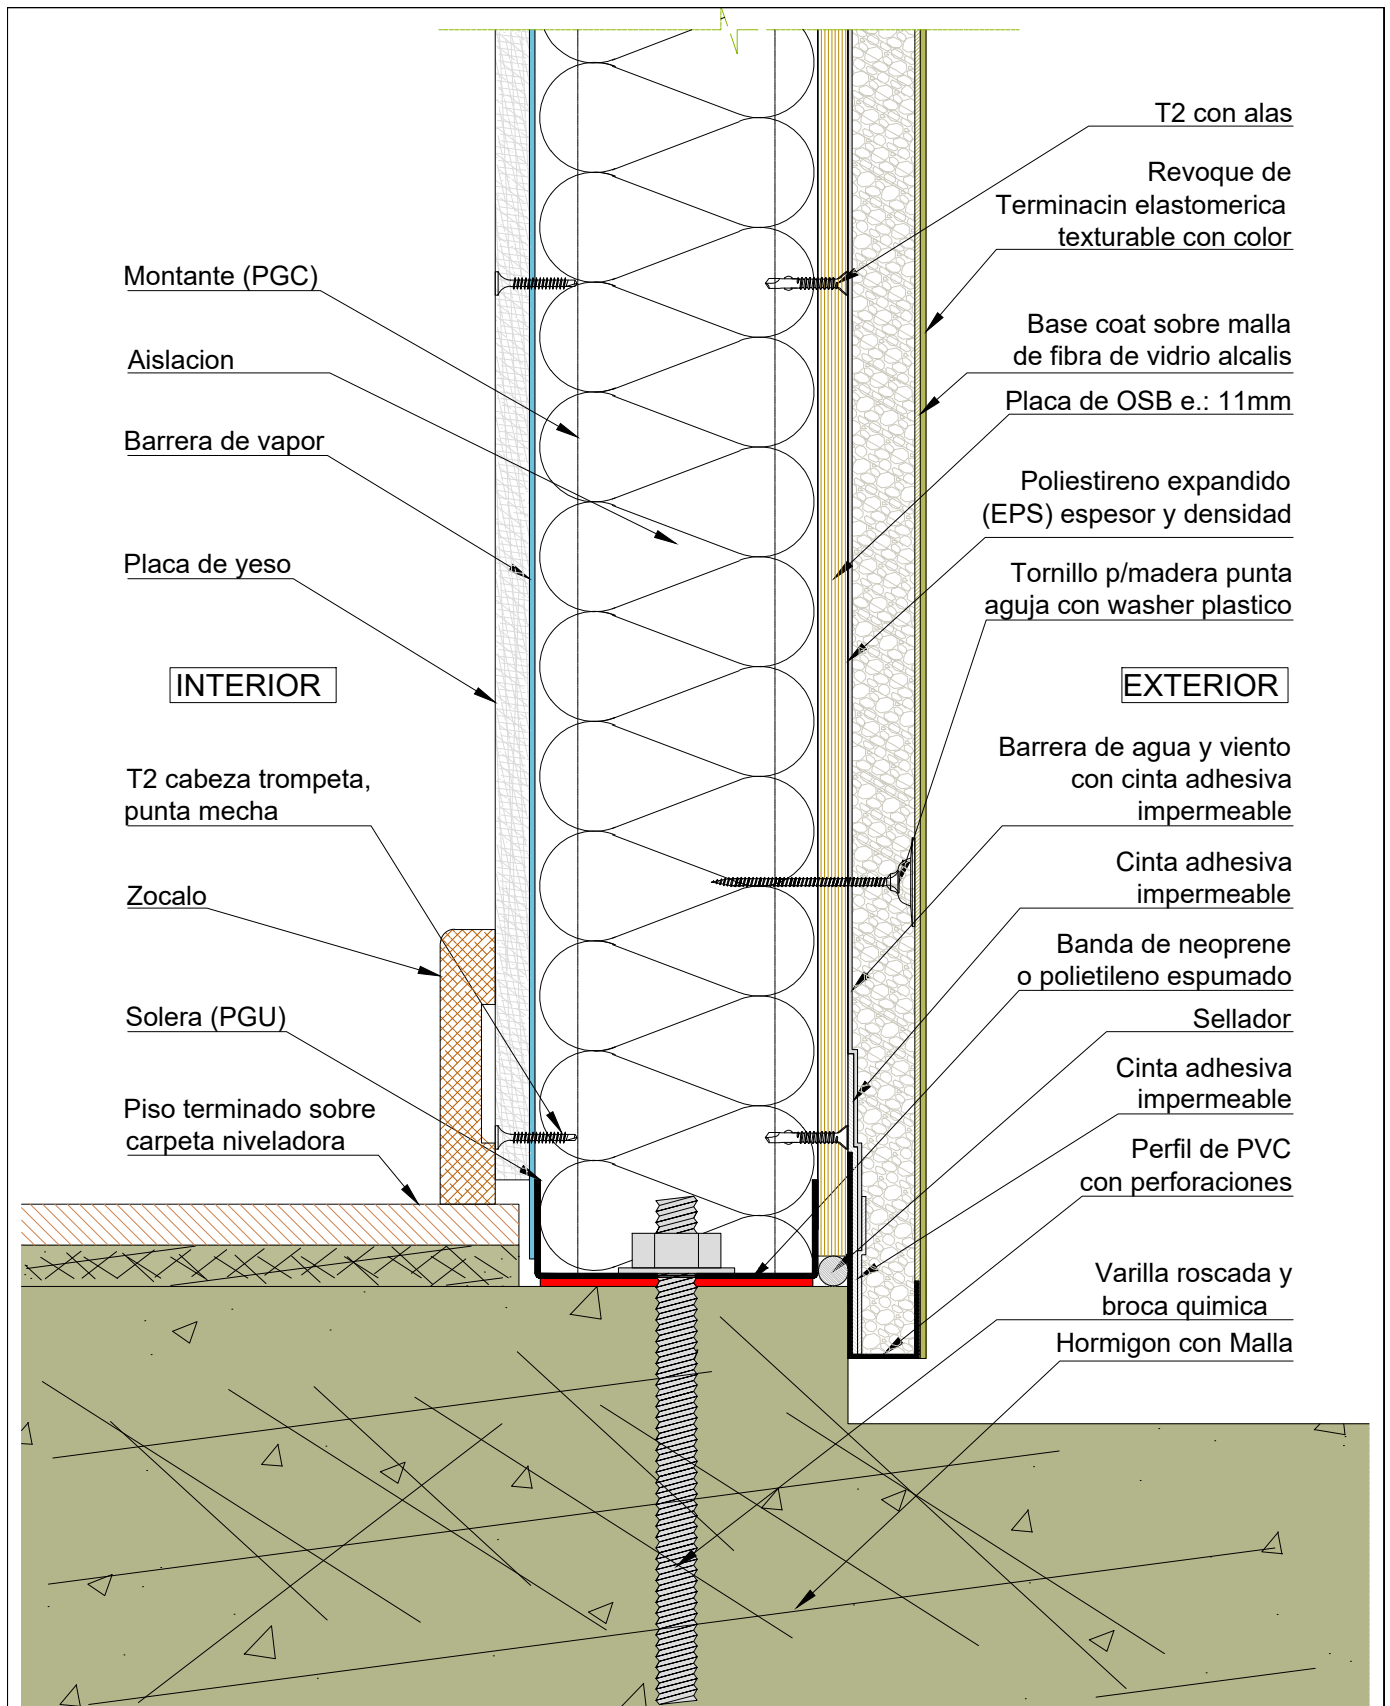 Montante (PGC)
Aislacion
Barrera de vapor
Placa de yeso
INTERIOR
T2 cabeza trompeta,
punta mecha
Zocalo
Solera (PGU)
Piso terminado sobre
carpeta niveladora
T2 con alas
Revoque de
Terminacin elastomerica
texturable con color
Base coat sobre malla
de fibra de vidrio alcalis
Placa de OSB e.: 11mm
Poliestireno expandido
(EPS) espesor y densidad
Tornillo p/madera punta
aguja con washer plastico
EXTERIOR
Barrera de agua y viento
con cinta adhesiva
impermeable
Cinta adhesiva
impermeable
Banda de neoprene
o polietileno espumado
Sellador
Cinta adhesiva
impermeable
Perfil de PVC
con perforaciones
Varilla roscada y
broca quimica
Hormigon con Malla